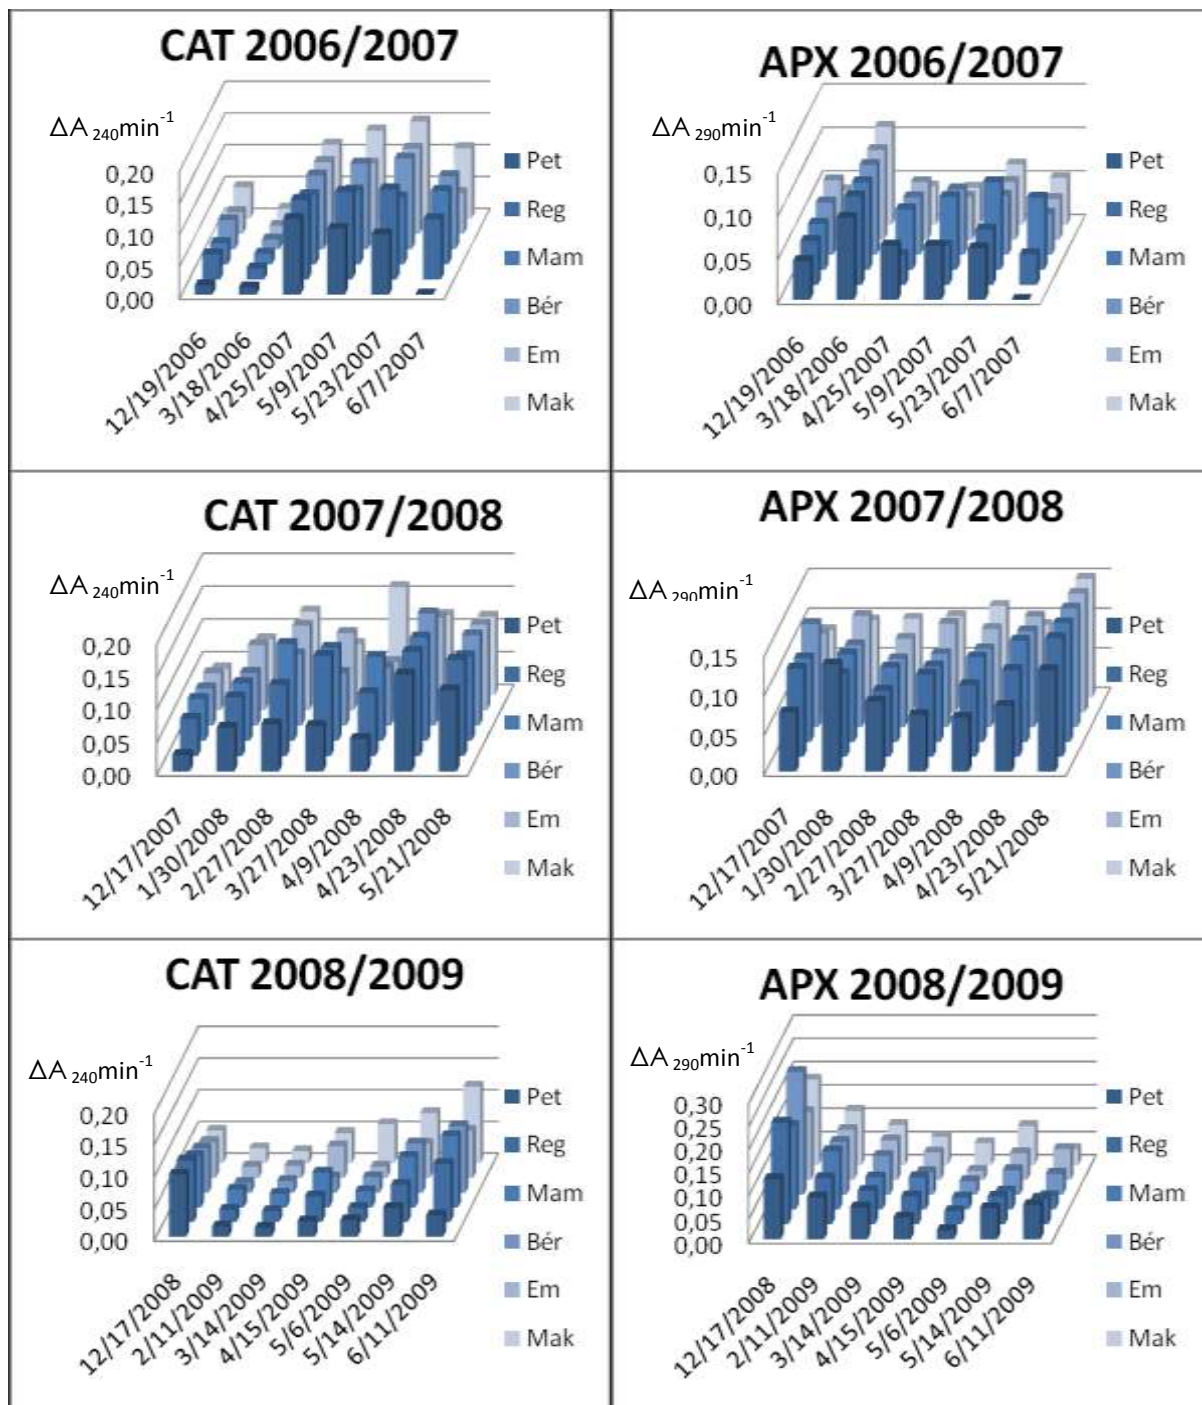 CAT 2006/2007
ΔA 240min-1
0,20
0,15
0,10
0,05
0,00
12/19/2006
3/18/2006
4/25/2007
5/9/2007
5/23/2007
6/7/2007
Pet
Reg
Mam
Bér
Em
Mak
APX 2006/2007
ΔA 290min-1
0,15
0,10
0,05
0,00
12/19/2006
3/18/2006
4/25/2007
5/9/2007
5/23/2007
6/7/2007
Pet
Reg
Mam
Bér
Em
Mak
CAT 2007/2008
ΔA 240min-1
0,20
0,15
0,10
0,05
0,00
12/17/2007
1/30/2008
2/27/2008
3/27/2008
4/9/2008
4/23/2008
5/21/2008
Pet
Reg
Mam
Bér
Em
Mak
APX 2007/2008
ΔA 290min-1
0,15
0,10
0,05
0,00
12/17/2007
1/30/2008
2/27/2008
3/27/2008
4/9/2008
4/23/2008
5/21/2008
Pet
Reg
Mam
Bér
Em
Mak
CAT 2008/2009
ΔA 240min-1
0,20
0,15
0,10
0,05
0,00
12/17/2008
2/11/2009
3/14/2009
4/15/2009
5/6/2009
5/14/2009
6/11/2009
Pet
Reg
Mam
Bér
Em
Mak
APX 2008/2009
ΔA 290min-1
0,30
0,25
0,20
0,15
0,10
0,05
0,00
12/17/2008
2/11/2009
3/14/2009
4/15/2009
5/6/2009
5/14/2009
6/11/2009
Pet
Reg
Mam
Bér
Em
Mak